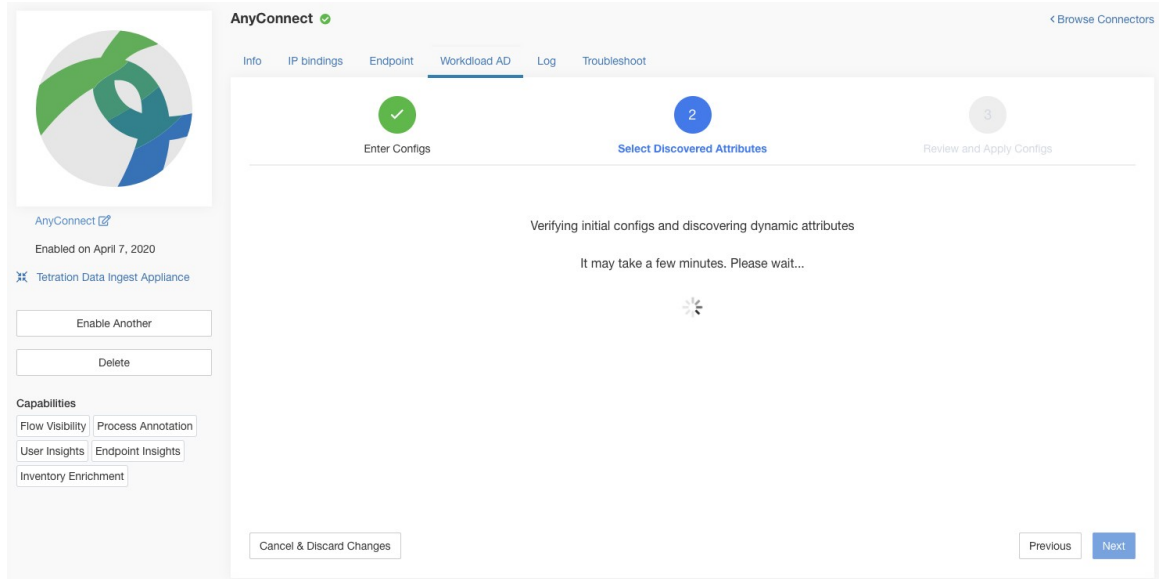 AnyConnect
< Browse Connectors
Info IP bindings Endpoint Workdload AD Log Troubleshoot
2 3
Enter Configs Select Discovered Attributes Review and Apply Configs
Verifying initial configs and discovering dynamic attributes
It may take a few minutes. Please wait...
AnyConnect
Enabled on April 7, 2020
Tetration Data Ingest Appliance
Enable Another
Delete
Capabilities
Flow Visibility Process Annotation
User Insights Endpoint Insights
Inventory Enrichment
Cancel & Discard Changes Previous Next